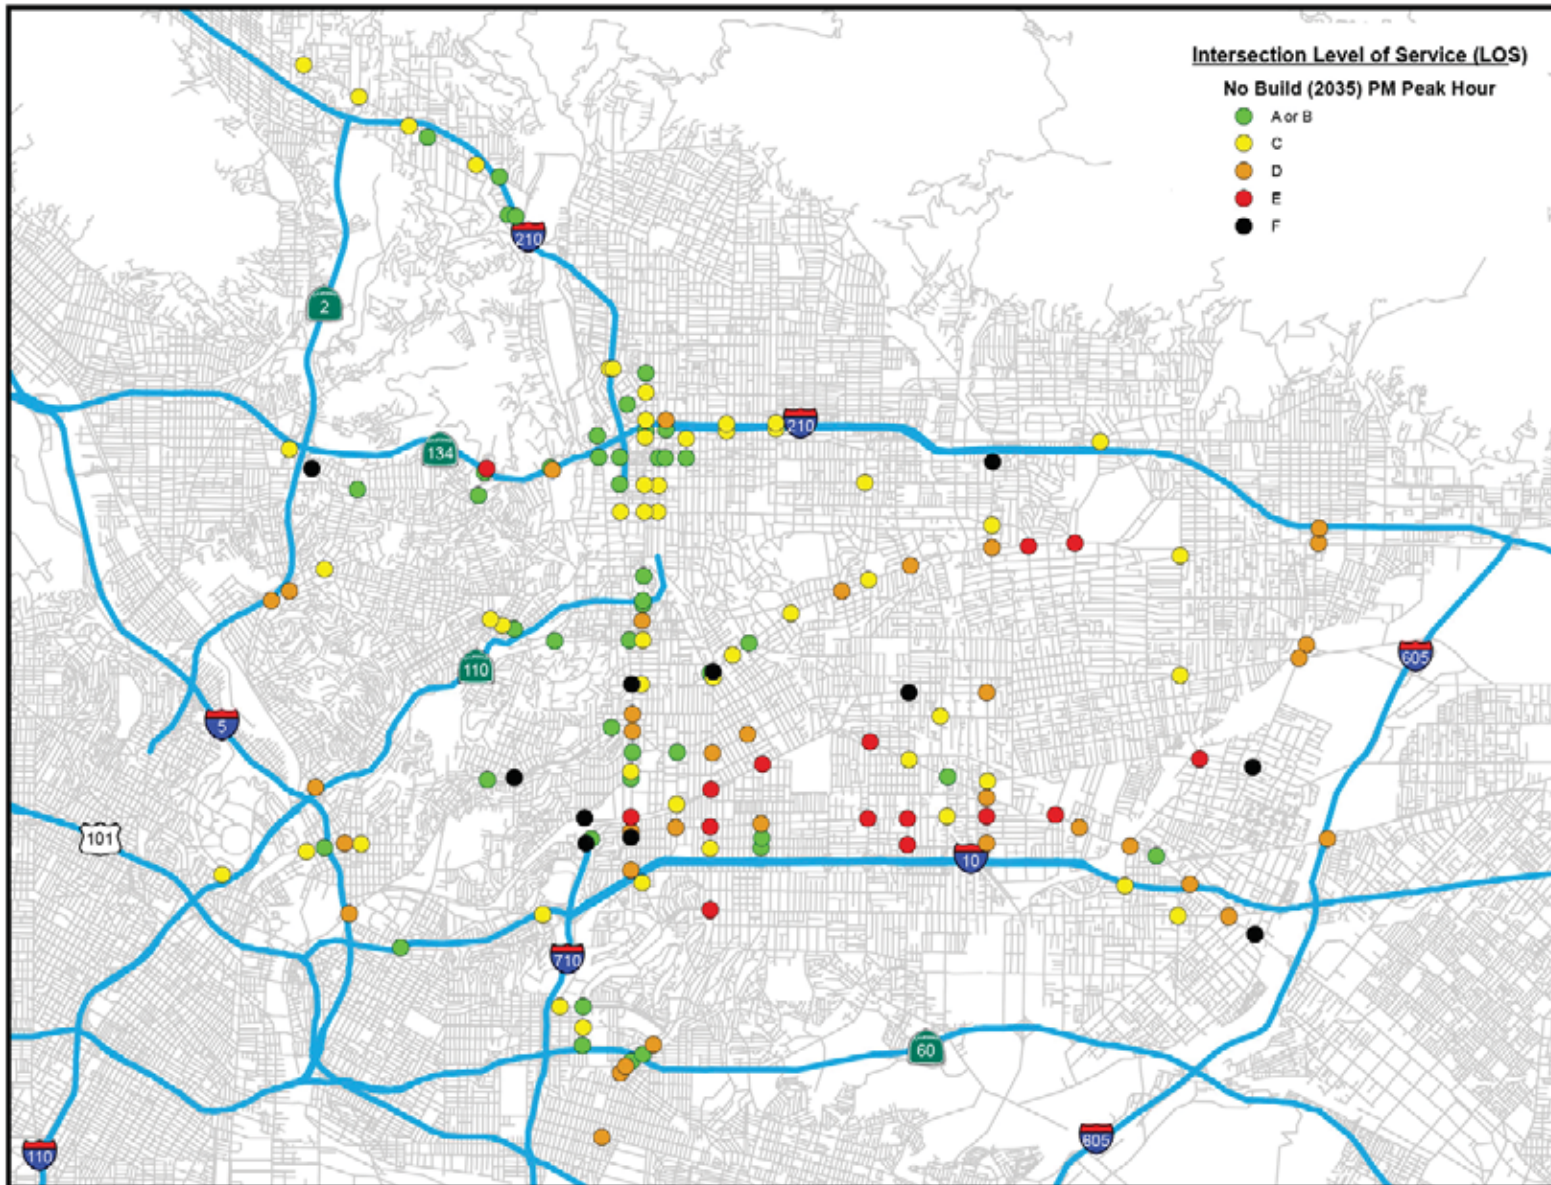 Intersection Level of Service (LOS)
No Build (2035) PM Peak Hour
A or B
C
D
E
F
210
2
134
210
110
605
5
101
10
710
60
605
110